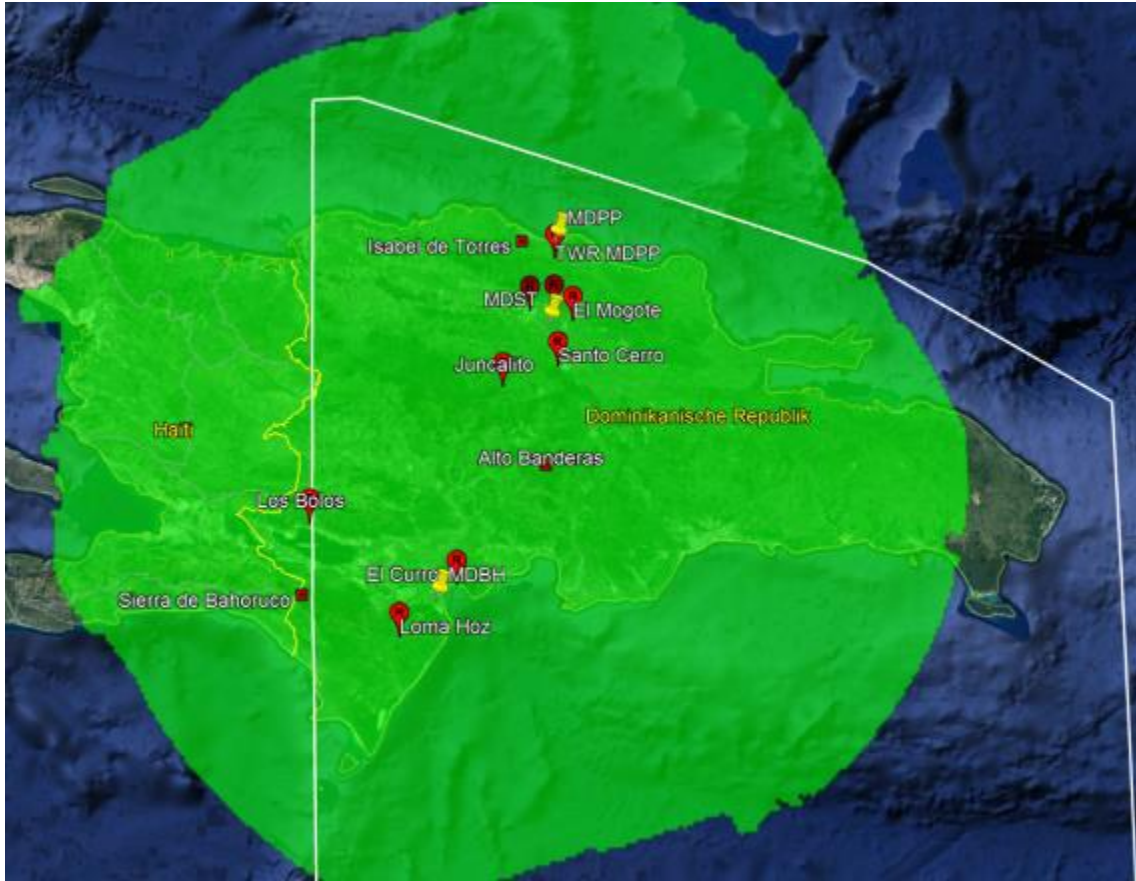 MDPP
Isabel de Torres
TWR MDPP
MDST
El Mogote
Santo Cerro
Juncalito
Dominikanische Republik
Haiti
Alto Banderas
Los Bolos
El Curro MDBH
Sierra de Bahoruco
Loma Hoz